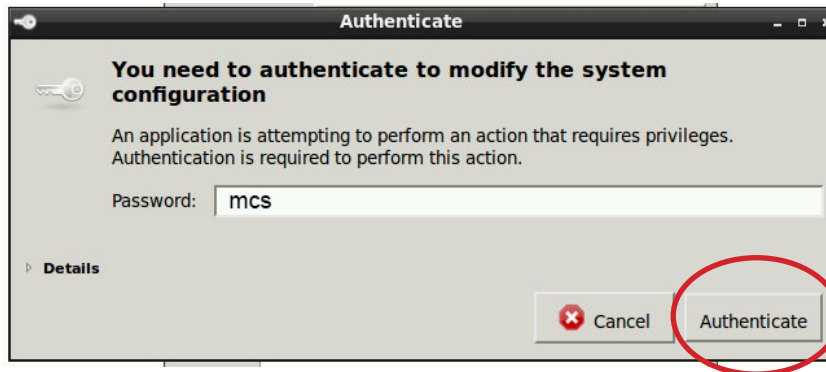 Authenticate
You need to authenticate to modify the system
configuration
An application is attempting to perform an action that requires privileges.
Authentication is required to perform this action.
Password: mcs
Details
Cancel Authenticate